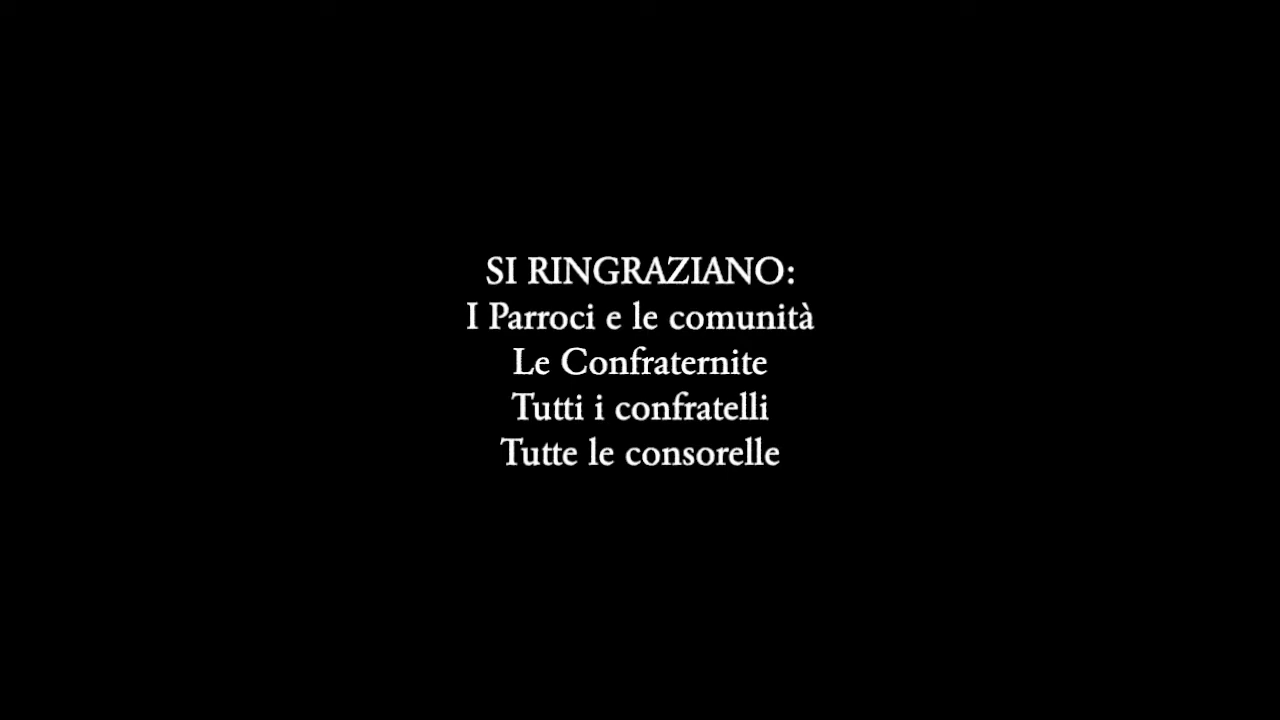 SI RINGRAZIANO:
I Parroci e le comunità
Le Confraternite
Tutti i confratelli
Tutte le consorelle